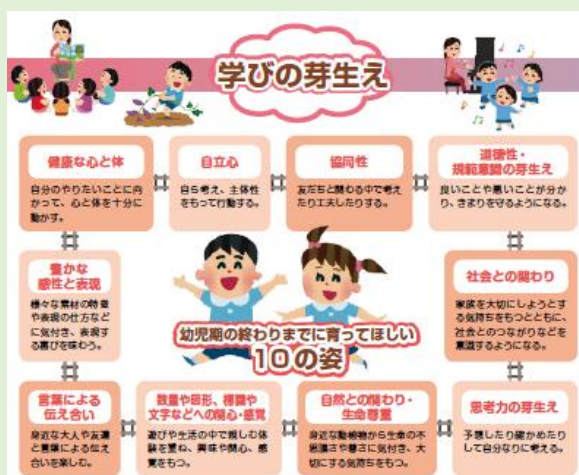 学びの芽生え
健康な心と体
自分のやりたいことに向
かって、心と体を十分に
動かす。
自立心
自ら考え、主体性
をもって行動する。
協同性
友だちと関わる中で考え
たり工夫したりする。
道徳性・
規範意識の芽生え
良いことや悪いことが分か
り、きまりを守るようになる。
社会との関わり
家族を大切にしようとす
る気持ちをもつとともに、
社会とのつながりなどを
意識するようになる。
思考力の芽生え
予想したり確かめたり
して自分なりに考える。
自然との関わり・
生命尊重
身近な動植物から生命の不
思議さや尊さに気付き、大
切にする気持ちをもつ。
数量や図形、標識や
文字などへの関心・感覚
遊びや生活の中で親しむ体
験を重ね、興味や関心、感
覚をもつ。
言葉による
伝え合い
身近な大人や友達
と言葉による伝え
合いを楽しむ。
豊かな
感性と表現
様々な素材の特徴
や表現の仕方など
に気付き、表現す
る喜びを味わう。
幼児期の終わりまでに育ってほしい
10の姿